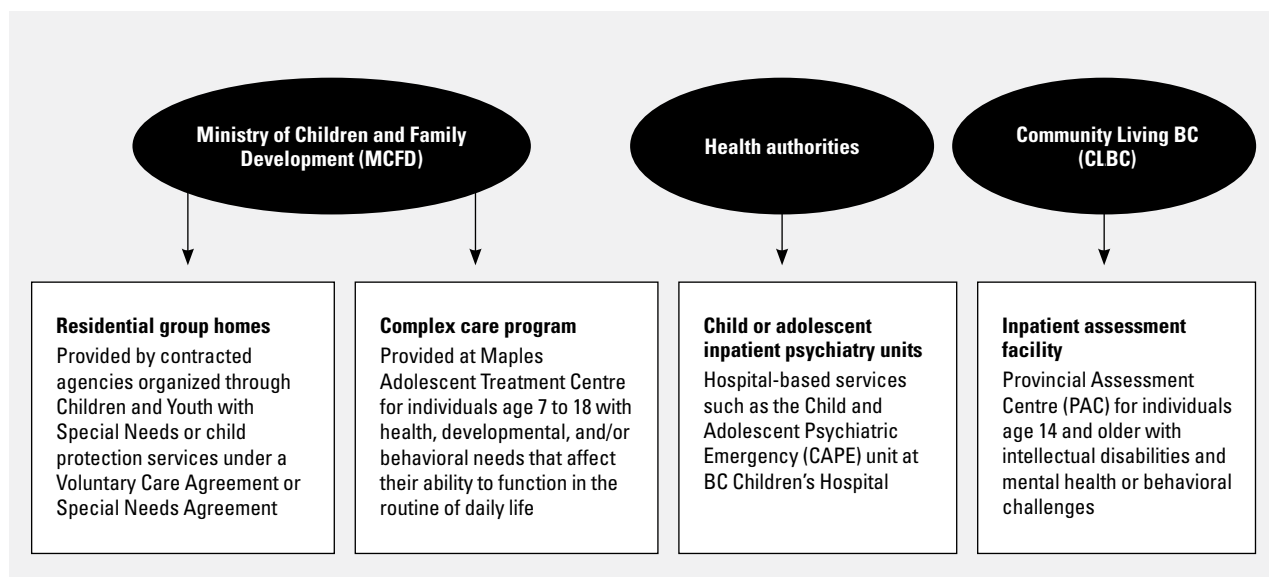 Ministry of Children and Family
Development (MCFD)
Health authorities
Community Living BC
(CLBC)
Residential group homes
Provided by contracted
agencies organized through
Children and Youth with
Special Needs or child
protection services under a
Voluntary Care Agreement or
Special Needs Agreement
Complex care program
Provided at Maples
Adolescent Treatment Centre
for individuals age 7 to 18 with
health, developmental, and/or
behavioral needs that affect
their ability to function in the
routine of daily life
Child or adolescent
inpatient psychiatry units
Hospital-based services
such as the Child and
Adolescent Psychiatric
Emergency (CAPE) unit at
BC Children’s Hospital
Inpatient assessment
facility
Provincial Assessment
Centre (PAC) for individuals
age 14 and older with
intellectual disabilities and
mental health or behavioral
challenges